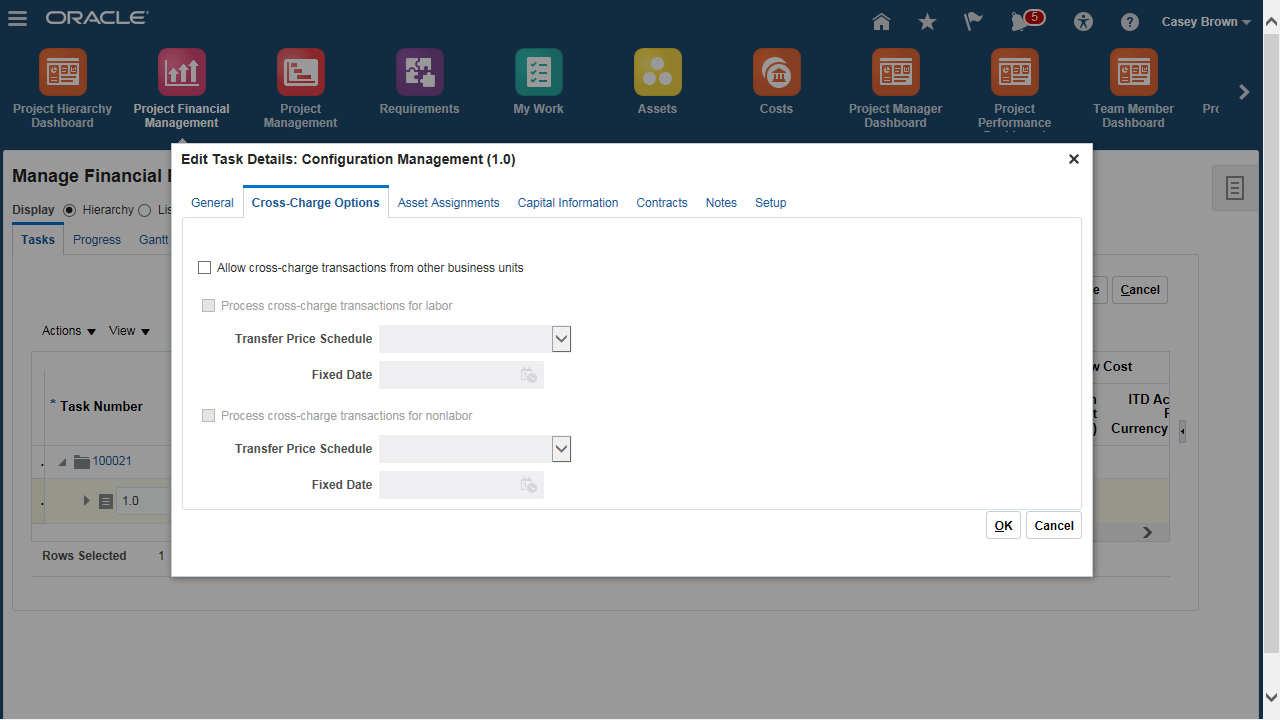 ORACLE
5
Casey Brown
Project Hierarchy Dashboard
Project Financial Management
Project Management
Requirements
My Work
Assets
Costs
Project Manager Dashboard
Project Performance
Team Member Dashboard
Manage Financial
Display Hierarchy
Tasks Progress Gantt
Edit Task Details: Configuration Management (1.0)
General Cross-Charge Options Asset Assignments Capital Information Contracts Notes Setup
Allow cross-charge transactions from other business units
Process cross-charge transactions for labor
Transfer Price Schedule
Fixed Date
Process cross-charge transactions for nonlabor
Transfer Price Schedule
Fixed Date
OK Cancel
Cancel
Actions View
* Task Number
Cost
ITD
Currency
100021
1.0
Rows Selected 1